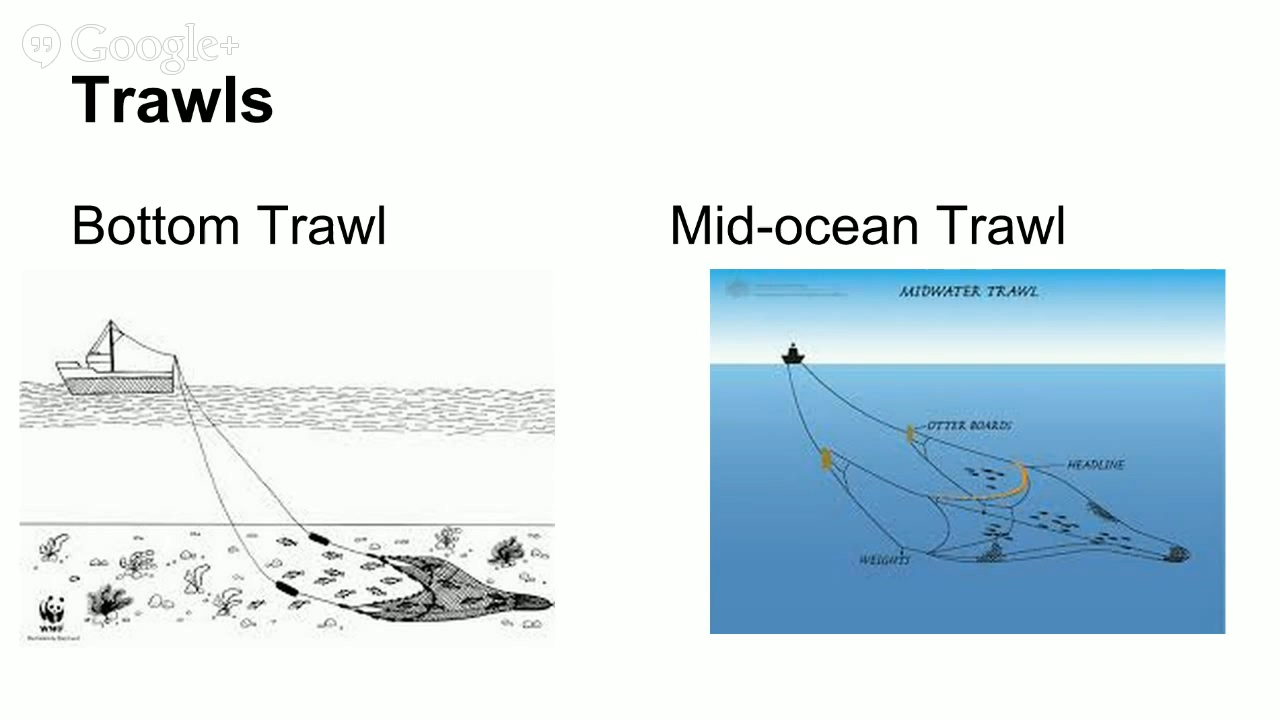 Google+
Trawls
Bottom Trawl
Mid-ocean Trawl
MIDWATER TRAWL
OTTER BOARDS
HEADLINE
WEIGHTS
WWF